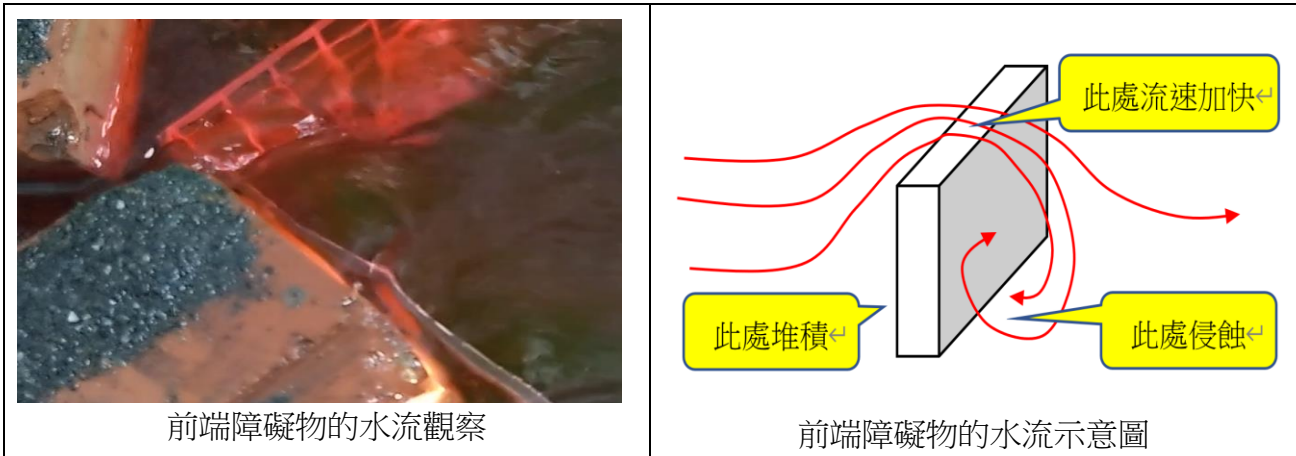 前端障礙物的水流觀察
此處流速加快↵
此處堆積↵
此處侵蝕↵
前端障礙物的水流示意圖